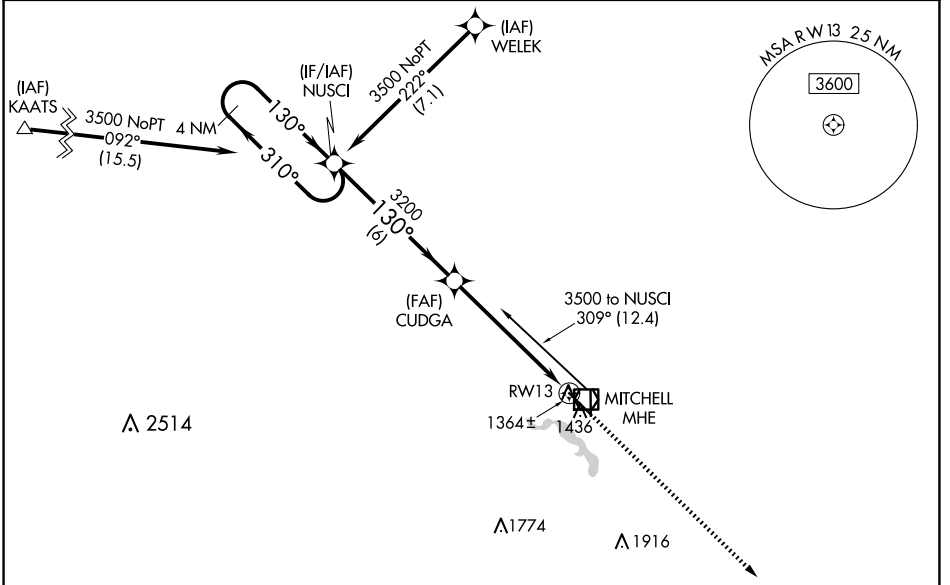 (IAF)
WELEK
MSA RW13 25 NM
3600
(IF/IAF)
NUSCI
3500 NoPT
222°
(7.1)
(IAF)
KAATS
3500 NoPT
092°
(15.5)
4 NM
130°
310°
3200
130°
(6)
(FAF)
CUDGA
3500 to NUSCI
309° (12.4)
RW13
MITCHELL
MHE
1364±
1436
2514
1774
1916